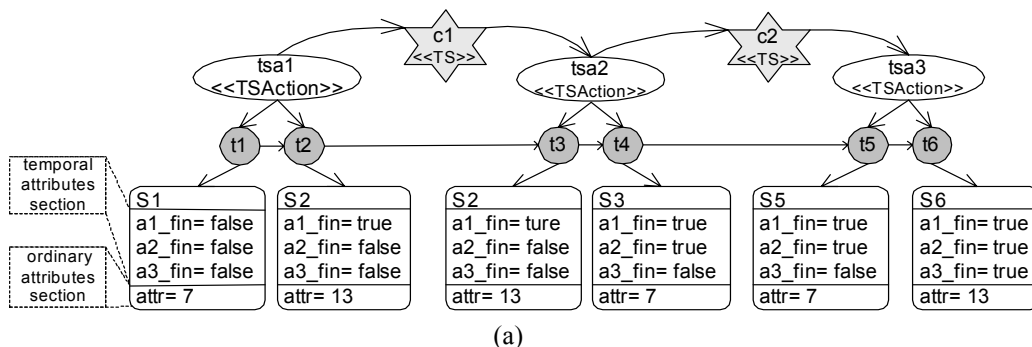 c1
<<TS>>
c2
<<TS>>
tsa1
<<TSAction>>
tsa2
<<TSAction>>
tsa3
<<TSAction>>
t1
t2
t3
t4
t5
t6
temporal
attributes
section
ordinary
attributes
section
S1
a1_fin= false
a2_fin= false
a3_fin= false
attr= 7
S2
a1_fin= true
a2_fin= false
a3_fin= false
attr= 13
S2
a1_fin= ture
a2_fin= false
a3_fin= false
attr= 13
S3
a1_fin= true
a2_fin= true
a3_fin= false
attr= 7
S5
a1_fin= true
a2_fin= true
a3_fin= false
attr= 7
S6
a1_fin= true
a2_fin= true
a3_fin= true
attr= 13
(a)